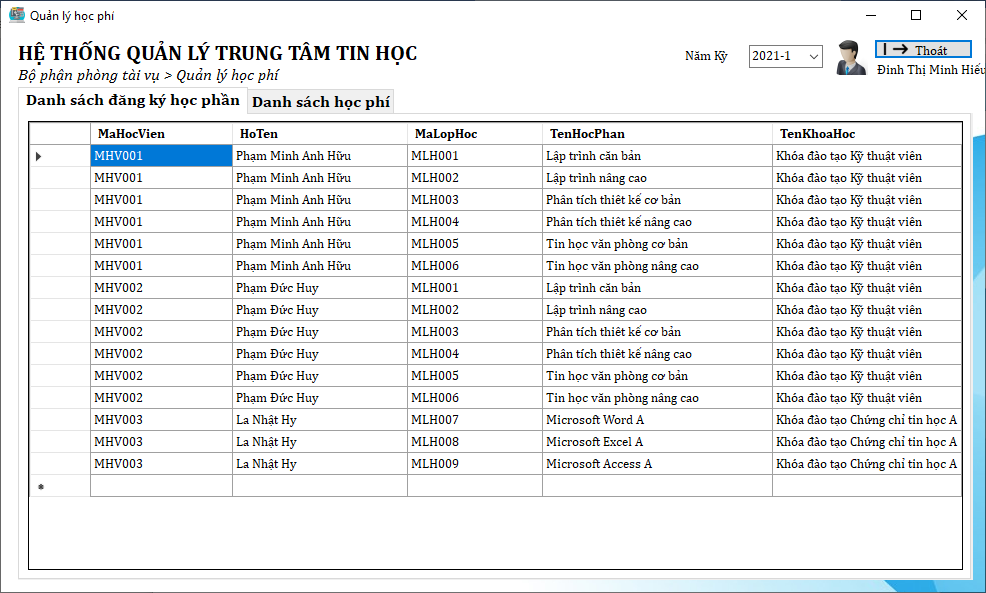 Quản lý học phí
HỆ THỐNG QUẢN LÝ TRUNG TÂM TIN HỌC
Bộ phận phòng tài vụ > Quản lý học phí
Năm Kỳ 2021-1 Thoát
Đinh Thị Minh Hiếu
Danh sách đăng ký học phần Danh sách học phí
MaHocVien HoTen MaLopHoc TenHocPhan TenKhoaHoc
MHV001 Phạm Minh Anh Hữu MLH001 Lập trình căn bản Khóa đào tạo Kỹ thuật viên
MHV001 Phạm Minh Anh Hữu MLH002 Lập trình nâng cao Khóa đào tạo Kỹ thuật viên
MHV001 Phạm Minh Anh Hữu MLH003 Phân tích thiêt kế cơ bản Khóa đào tạo Kỹ thuật viên
MHV001 Phạm Minh Anh Hữu MLH004 Phân tích thiêt kế nâng cao Khóa đào tạo Kỹ thuật viên
MHV001 Phạm Minh Anh Hữu MLH005 Tin học văn phòng cơ bản Khóa đào tạo Kỹ thuật viên
MHV001 Phạm Minh Anh Hữu MLH006 Tin học văn phòng nâng cao Khóa đào tạo Kỹ thuật viên
MHV002 Phạm Đức Huy MLH001 Lập trình căn bản Khóa đào tạo Kỹ thuật viên
MHV002 Phạm Đức Huy MLH002 Lập trình nâng cao Khóa đào tạo Kỹ thuật viên
MHV002 Phạm Đức Huy MLH003 Phân tích thiêt kế cơ bản Khóa đào tạo Kỹ thuật viên
MHV002 Phạm Đức Huy MLH004 Phân tích thiêt kế nâng cao Khóa đào tạo Kỹ thuật viên
MHV002 Phạm Đức Huy MLH005 Tin học văn phòng cơ bản Khóa đào tạo Kỹ thuật viên
MHV002 Phạm Đức Huy MLH006 Tin học văn phòng nâng cao Khóa đào tạo Kỹ thuật viên
MHV003 La Nhật Hy MLH007 Microsoft Word A Khóa đào tạo Chứng chỉ tin học A
MHV003 La Nhật Hy MLH008 Microsoft Excel A Khóa đào tạo Chứng chỉ tin học A
MHV003 La Nhật Hy MLH009 Microsoft Access A Khóa đào tạo Chứng chỉ tin học A